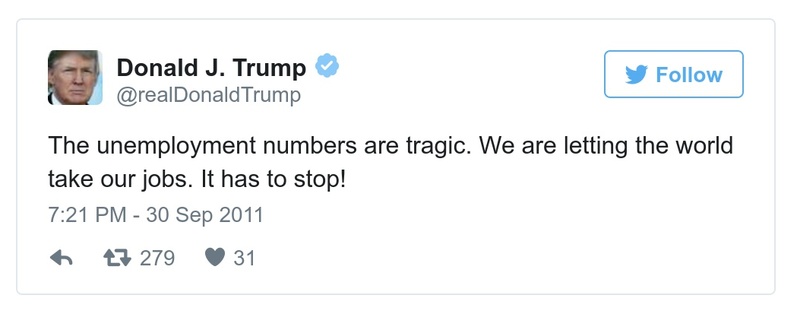 Donald J. Trump
@realDonaldTrump
Follow
The unemployment numbers are tragic. We are letting the world
take our jobs. It has to stop!
7:21 PM - 30 Sep 2011
279 31